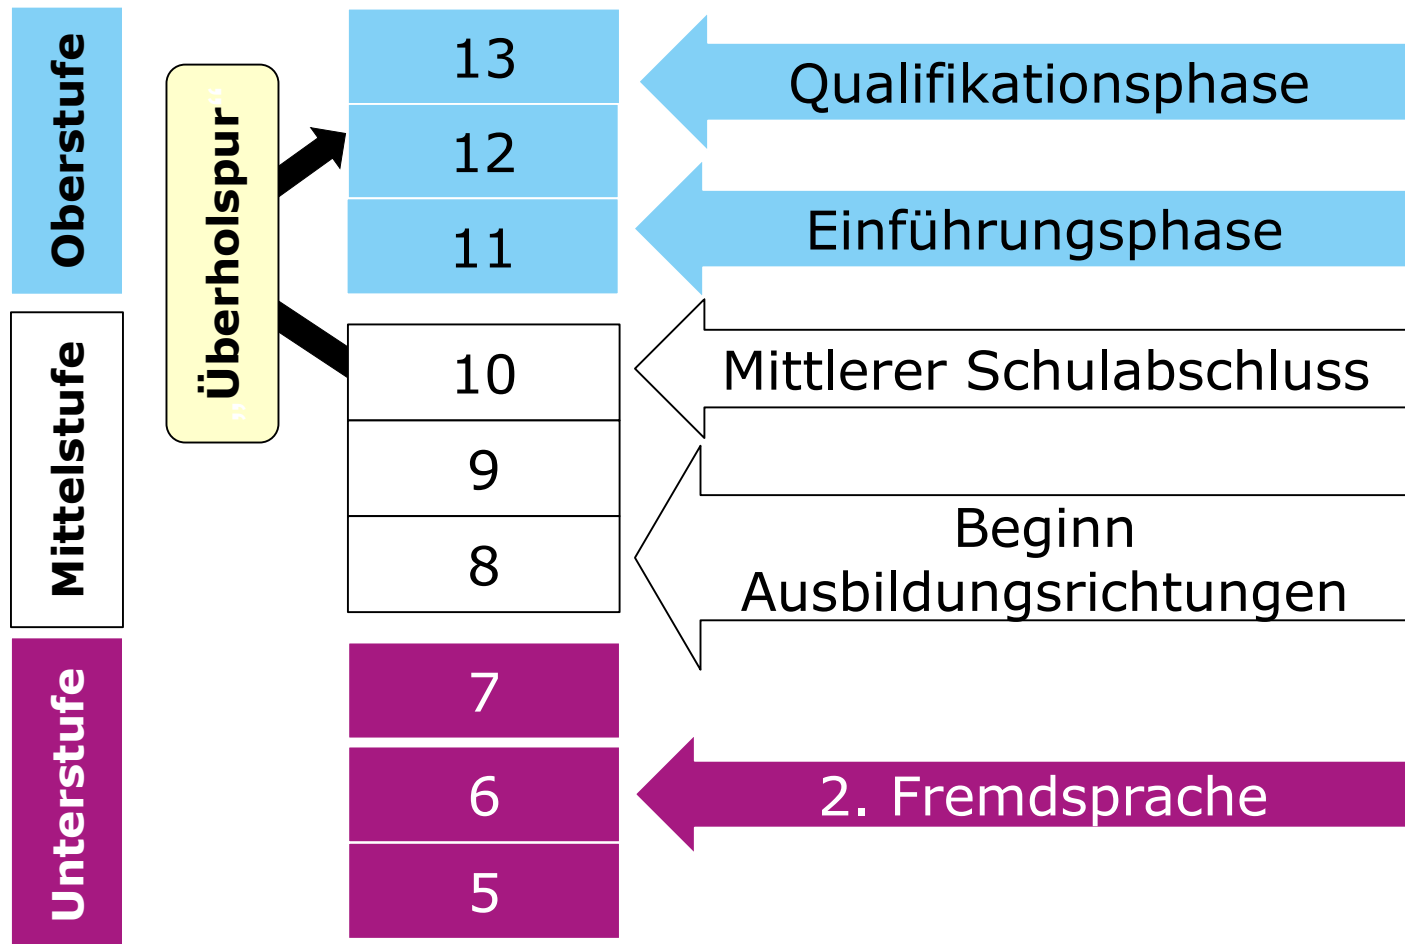 Oberstufe
„Überholspur“
13
Qualifikationsphase
12
11
Einführungsphase
Mittelstufe
10
Mittlerer Schulabschluss
9
8
Beginn
Ausbildungsrichtungen
Unterstufe
7
6
2. Fremdsprache
5